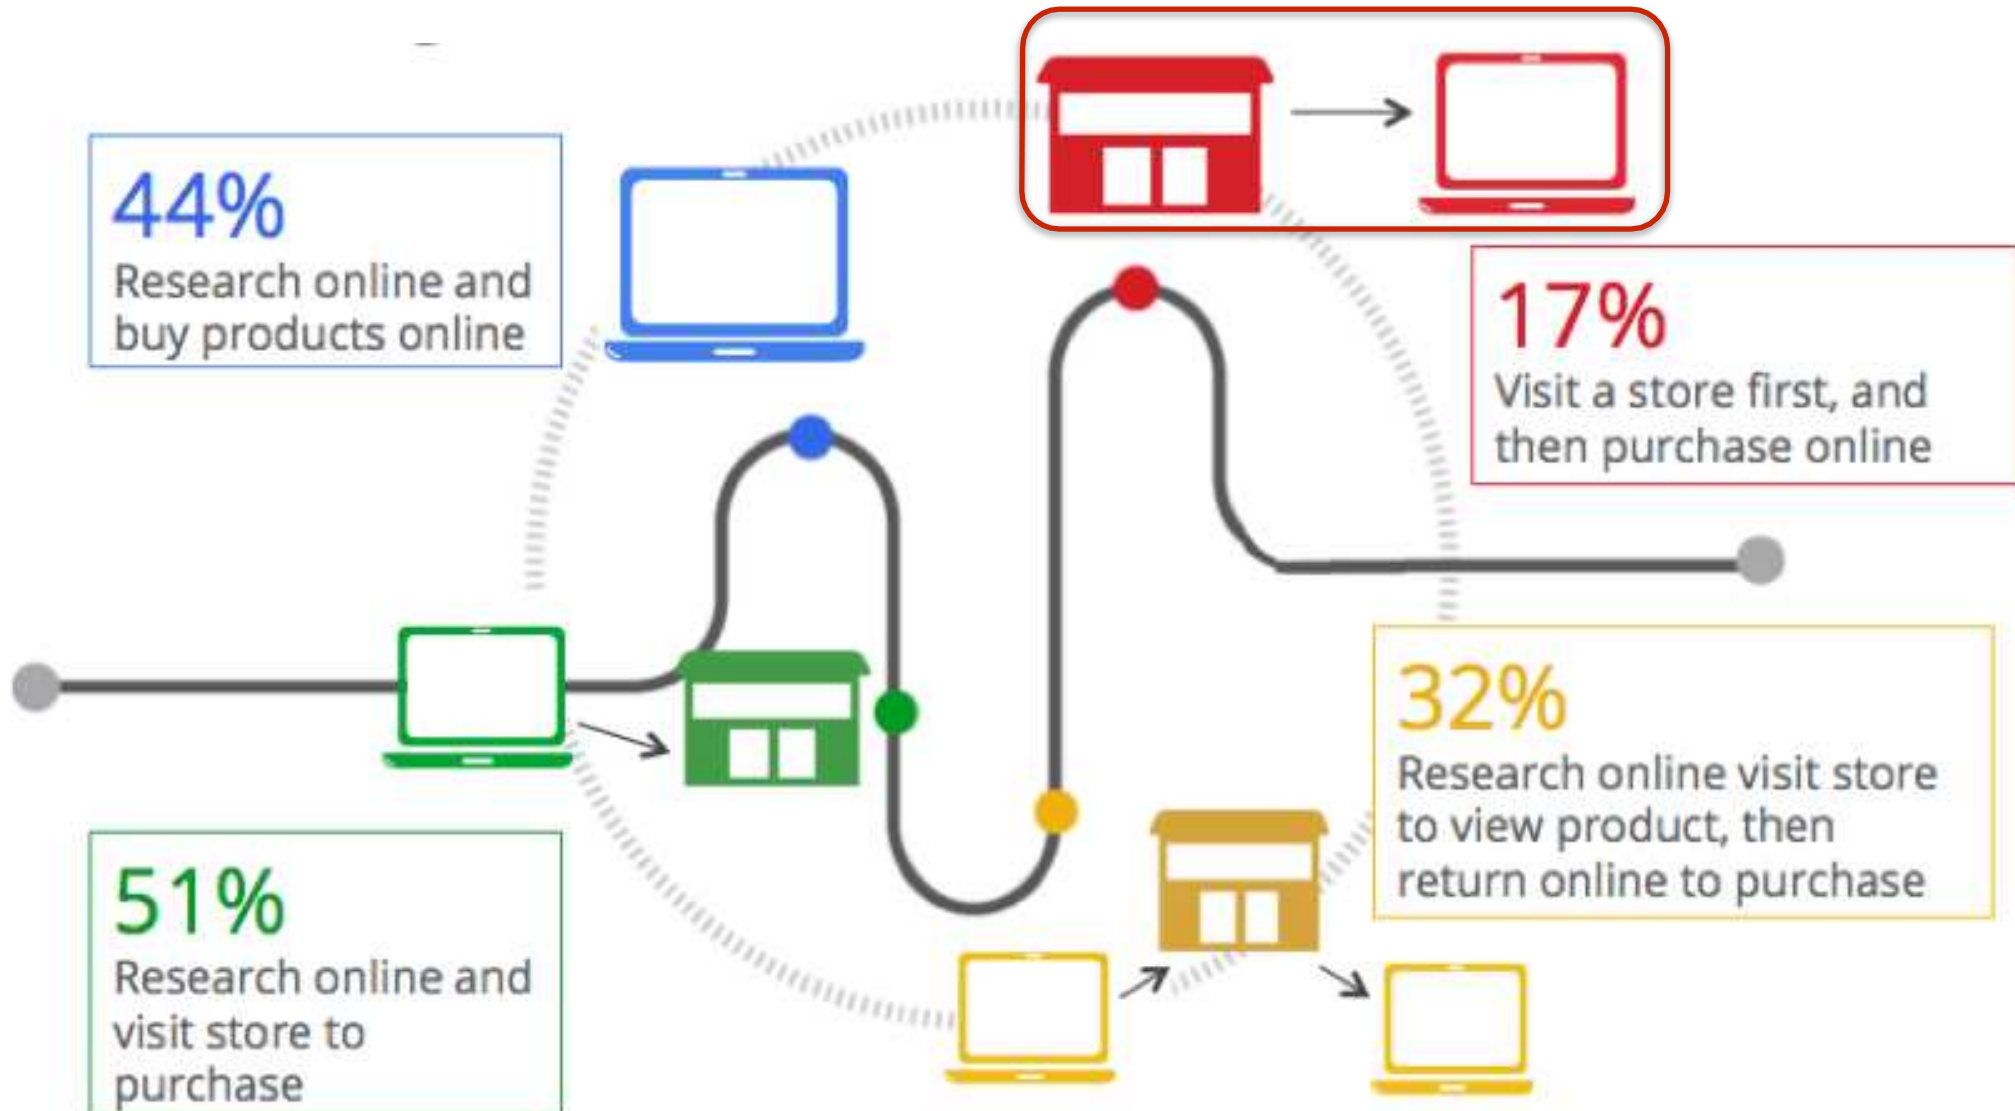 44%
Research online and
buy products online
17%
Visit a store first, and
then purchase online
32%
Research online visit store
to view product, then
return online to purchase
51%
Research online and
visit store to
purchase